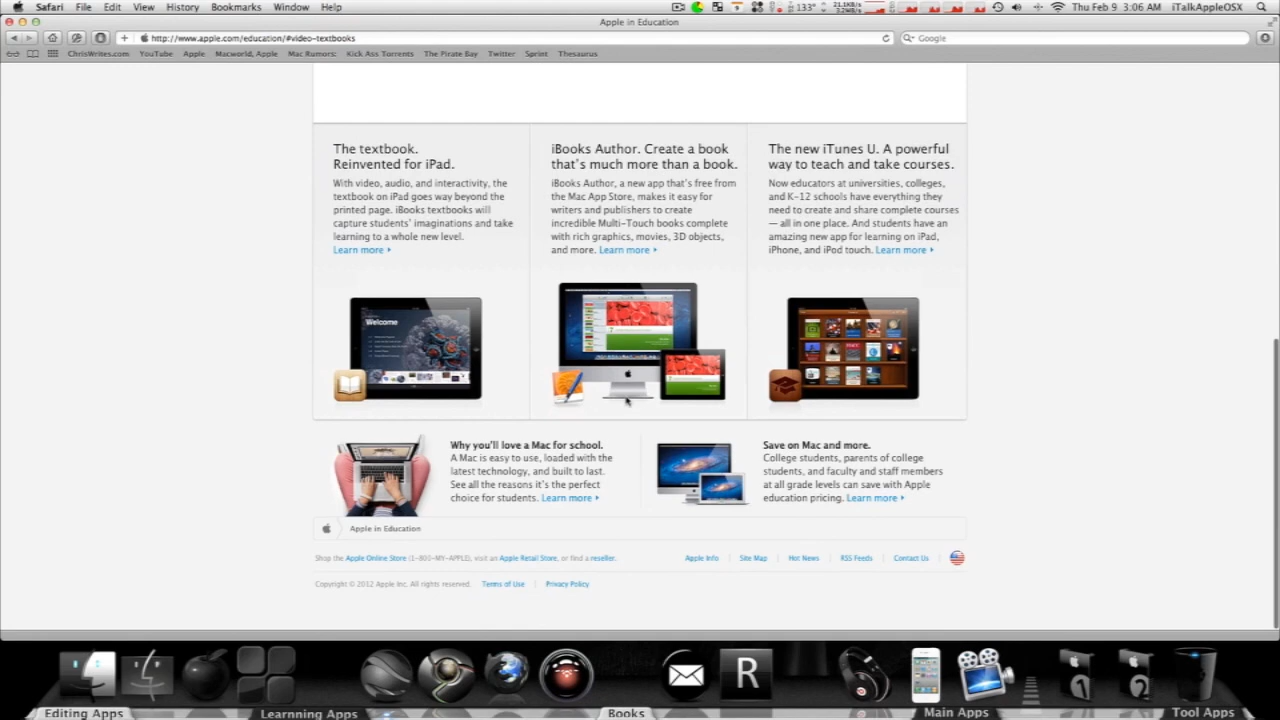 Safari File Edit View History Bookmarks Window Help 133° 21.1KB/s 3.2KB/s Thu Feb 9 3:06 AM iTalkAppleOSX
Apple in Education
http://www.apple.com/education/#video-textbooks Google
ChrisWrites.com YouTube Apple Macworld, Apple Mac Rumors: Kick Ass Torrents The Pirate Bay Twitter Sprint Thesaurus
The textbook.
Reinvented for iPad.
With video, audio, and interactivity, the
textbook on iPad goes way beyond the
printed page. iBooks textbooks will
capture students' imaginations and take
learning to a whole new level.
Learn more
iBooks Author. Create a book
that's much more than a book.
iBooks Author, a new app that's free from
the Mac App Store, makes it easy for
writers and publishers to create
incredible Multi-Touch books complete
with rich graphics, movies, 3D objects,
and more. Learn more
The new iTunes U. A powerful
way to teach and take courses.
Now educators at universities, colleges,
and K-12 schools have everything they
need to create and share complete courses
— all in one place. And students have an
amazing new app for learning on iPad,
iPhone, and iPod touch. Learn more
Welcome
Why you'll love a Mac for school.
A Mac is easy to use, loaded with the
latest technology, and built to last.
See all the reasons it's the perfect
choice for students. Learn more
Save on Mac and more.
College students, parents of college
students, and faculty and staff members
at all grade levels can save with Apple
education pricing. Learn more
Apple in Education
Shop the Apple Online Store (1-800-MY-APPLE), visit an Apple Retail Store, or find a reseller.
Apple Info Site Map Hot News RSS Feeds Contact Us
Copyright © 2012 Apple Inc. All rights reserved. Terms of Use Privacy Policy
R
1 2
Editing Apps Learnning Apps Books Main Apps Tool Apps